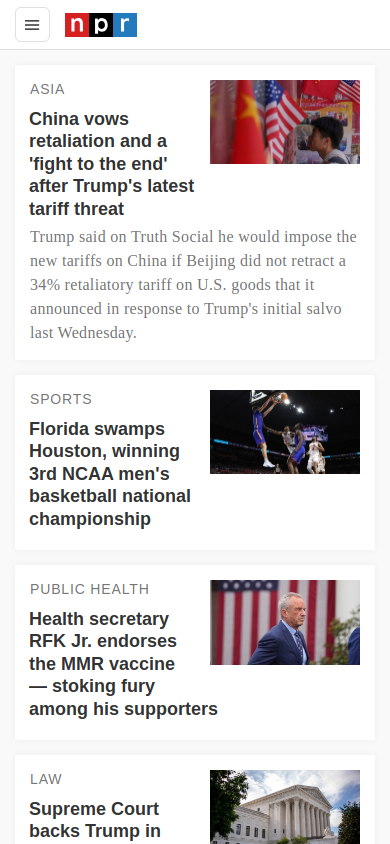 npr
ASIA
China vows
retaliation and a
'fight to the end'
after Trump's latest
tariff threat
Trump said on Truth Social he would impose the
new tariffs on China if Beijing did not retract a
34% retaliatory tariff on U.S. goods that it
announced in response to Trump's initial salvo
last Wednesday.
SPORTS
Florida swamps
Houston, winning
3rd NCAA men's
basketball national
championship
PUBLIC HEALTH
Health secretary
RFK Jr. endorses
the MMR vaccine
— stoking fury
among his supporters
LAW
Supreme Court
backs Trump in